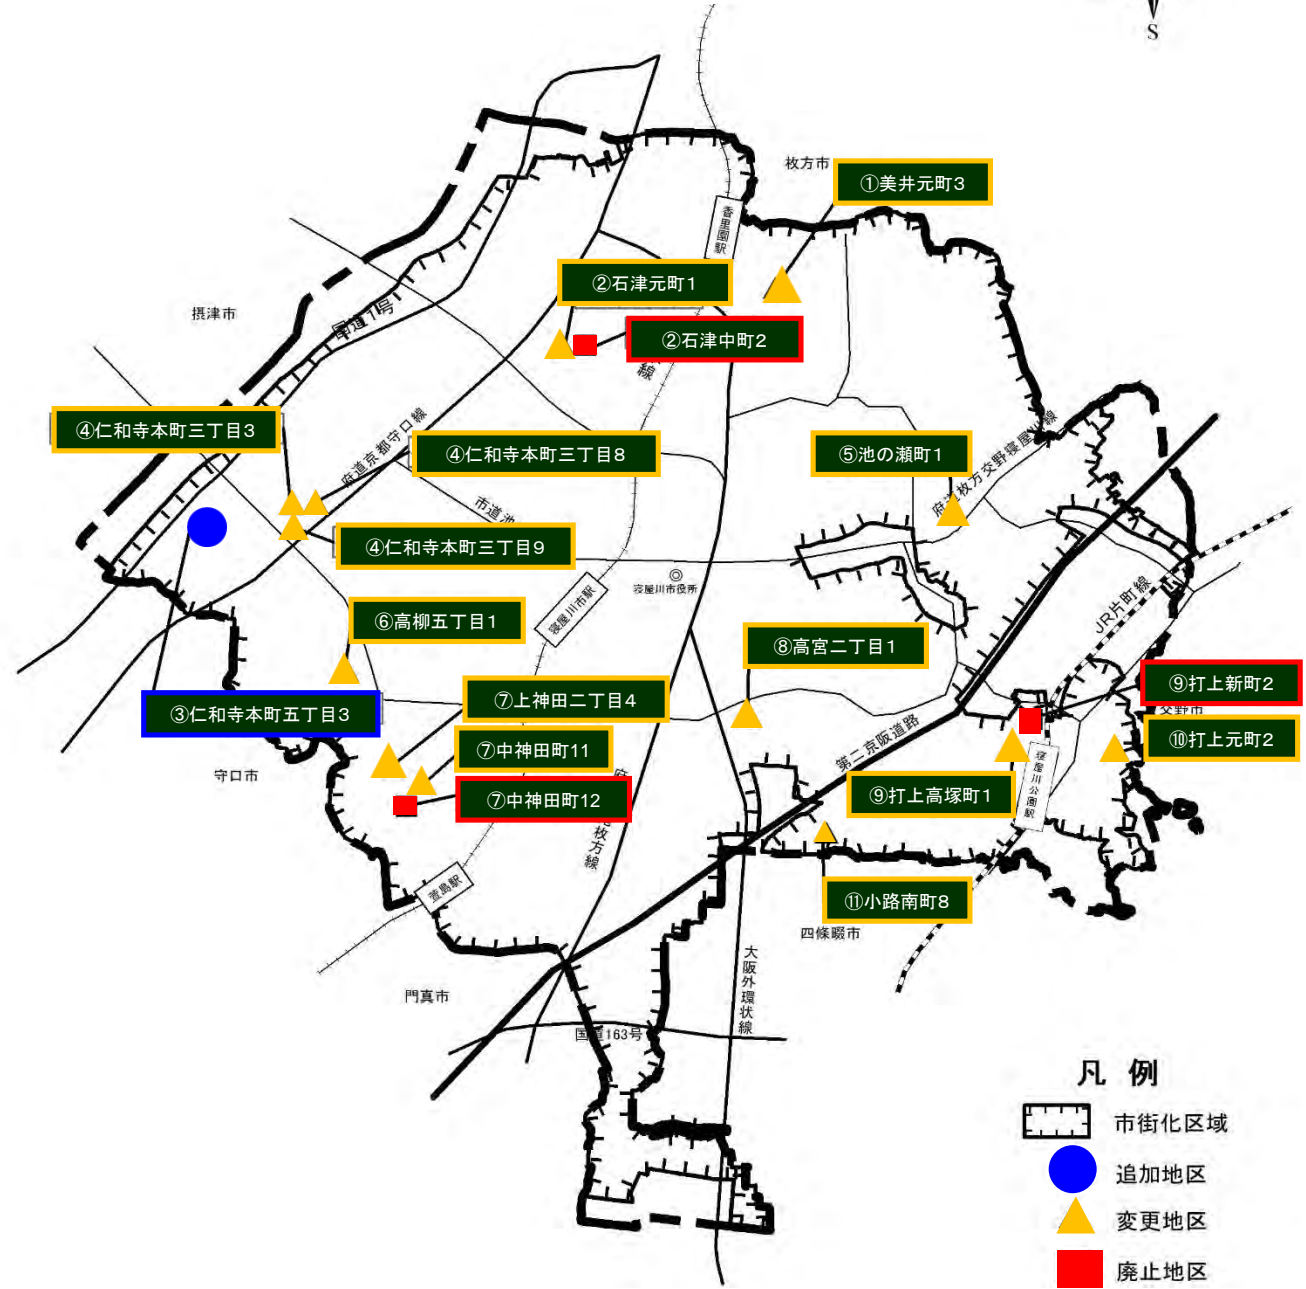 S
枚方市
①美井元町3
香里園駅
②石津元町1
摂津市
国道1号
②石津中町2
線
④仁和寺本町三丁目3
府道京都守口線
④仁和寺本町三丁目8
⑤池の瀬町1
府道枚方交野寝屋川線
市道池
④仁和寺本町三丁目9
寝屋川市役所
寝屋川市駅
JR片町線
⑥高柳五丁目1
⑧高宮二丁目1
⑨打上新町2
③仁和寺本町五丁目3
⑦上神田二丁目4
交野市
第二京阪道路
⑩打上元町2
⑦中神田町11
守口市
寝屋川公園駅
⑨打上高塚町1
⑦中神田町12
枚方線
萱島駅
⑪小路南町8
四條畷市
大阪外環状線
門真市
国道163号
凡例
市街化区域
追加地区
変更地区
廃止地区